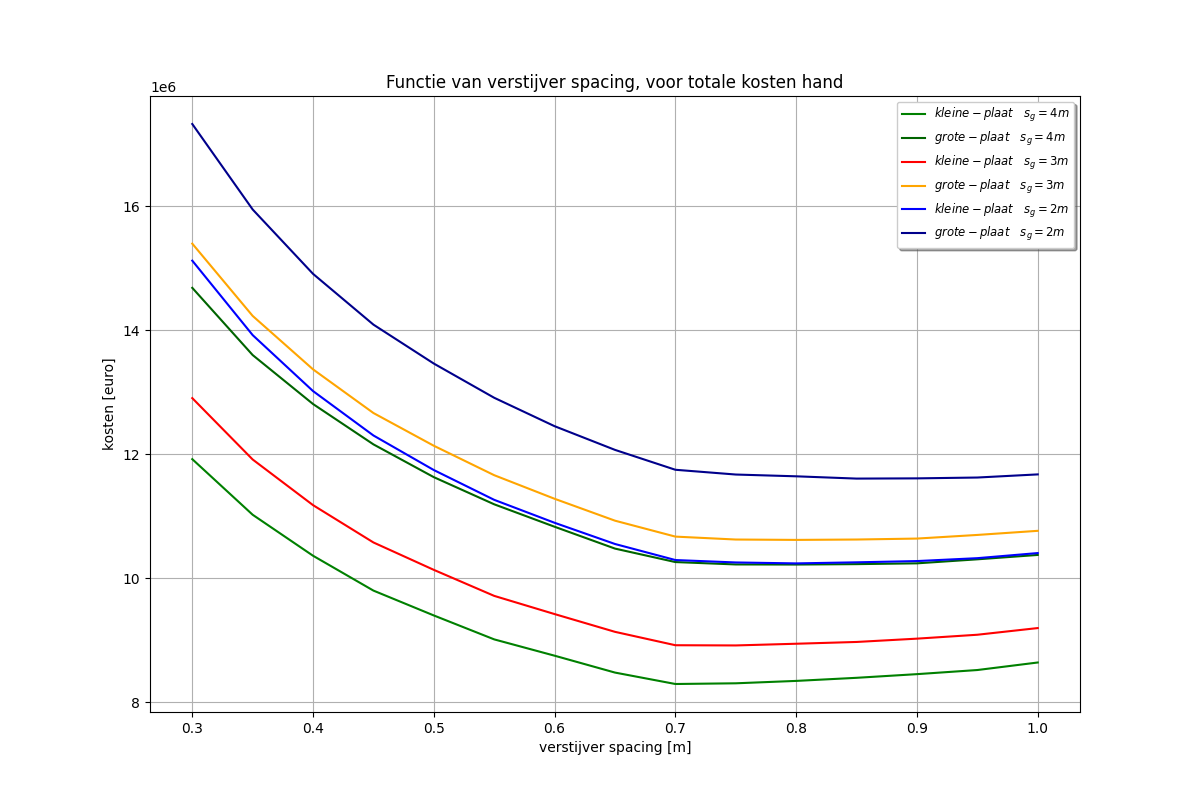 Functie van verstijver spacing, voor totale kosten hand
1e6
kleine-plaat s_g=4m
grote-plaat s_g=4m
kleine-plaat s_g=3m
grote-plaat s_g=3m
kleine-plaat s_g=2m
grote-plaat s_g=2m
16
14
12
10
8
kosten [euro]
0.3 0.4 0.5 0.6 0.7 0.8 0.9 1.0
verstijver spacing [m]